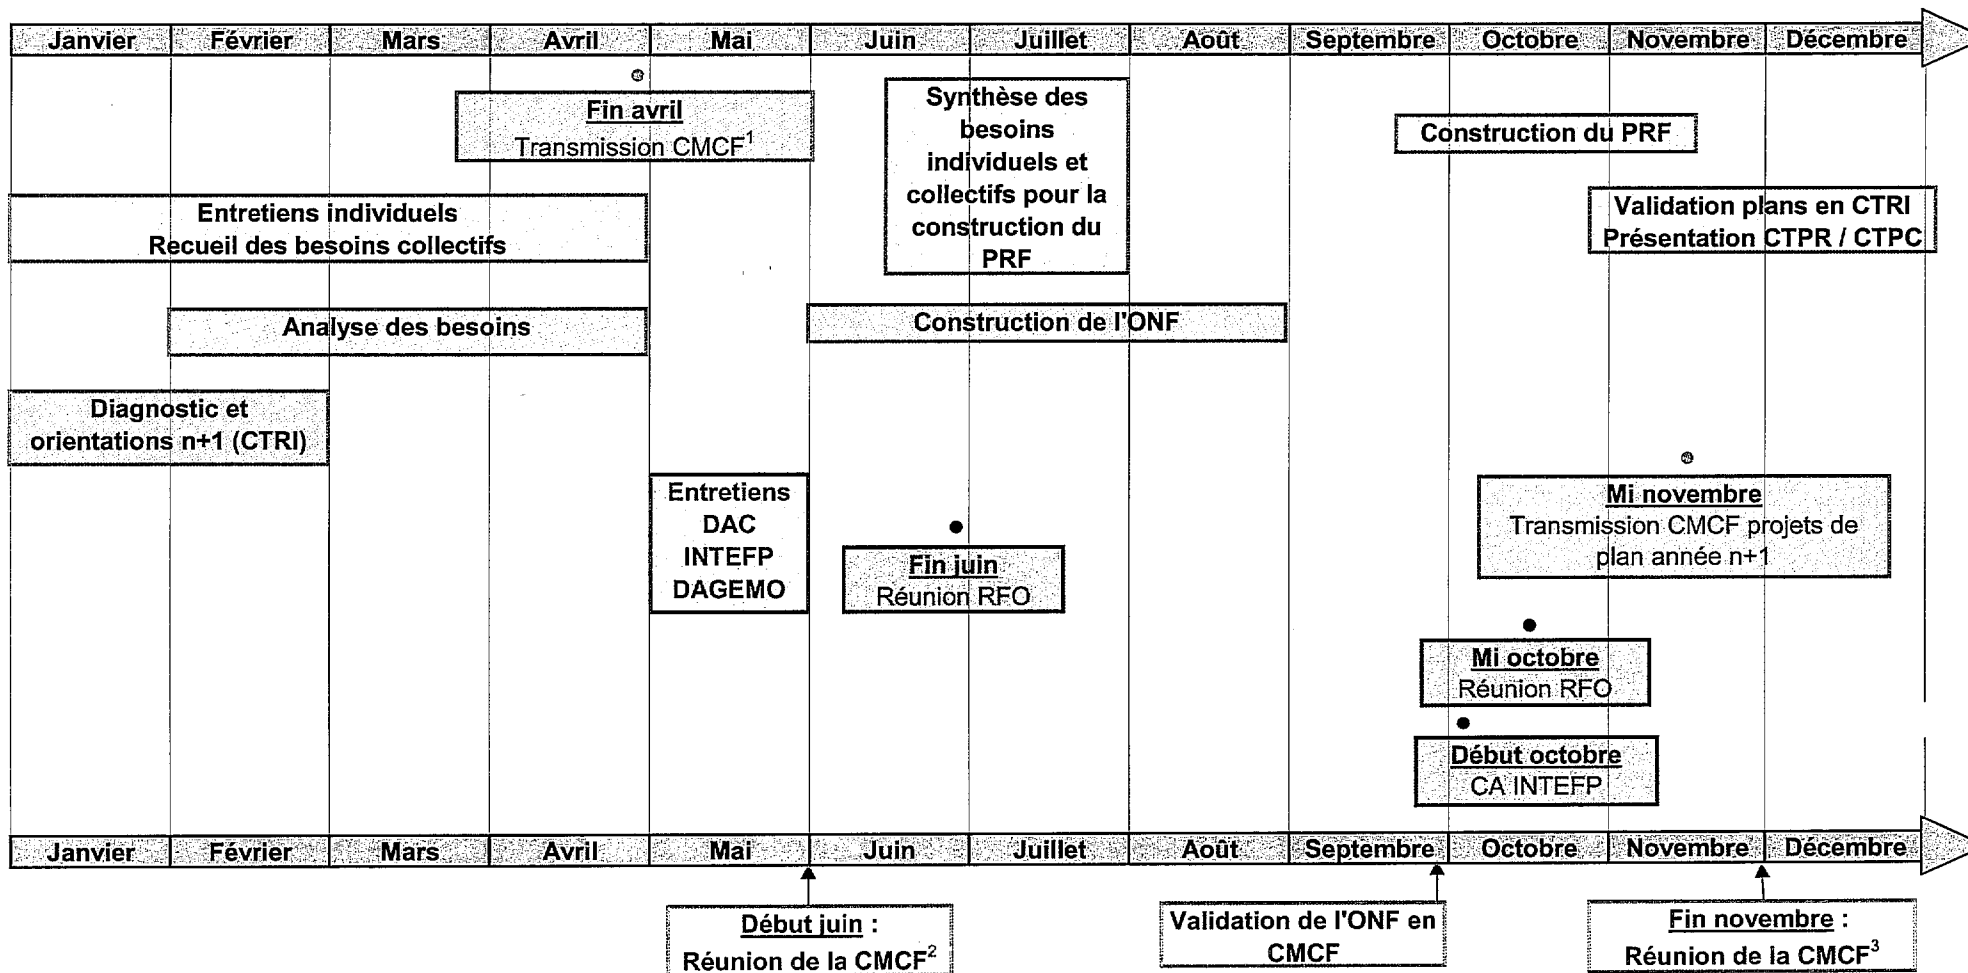 Janvier Février Mars Avril Mai Juin Juillet Août Septembre Octobre Novembre Décembre
Fin avril
Transmission CMCF¹
Synthèse des
besoins
individuels et
collectifs pour la
construction du
PRF
Construction du PRF
Entretiens individuels
Recueil des besoins collectifs
Validation plans en CTRI
Présentation CTPR / CTPC
Analyse des besoins
Construction de l'ONF
Diagnostic et
orientations n+1 (CTRI)
Entretiens
DAC
INTEFP
DAGEMO
Fin juin
Réunion RFO
Mi novembre
Transmission CMCF projets de
plan année n+1
Mi octobre
Réunion RFO
Début octobre
CA INTEFP
Janvier Février Mars Avril Mai Juin Juillet Août Septembre Octobre Novembre Décembre
Début juin :
Réunion de la CMCF²
Validation de l'ONF en
CMCF
Fin novembre :
Réunion de la CMCF³